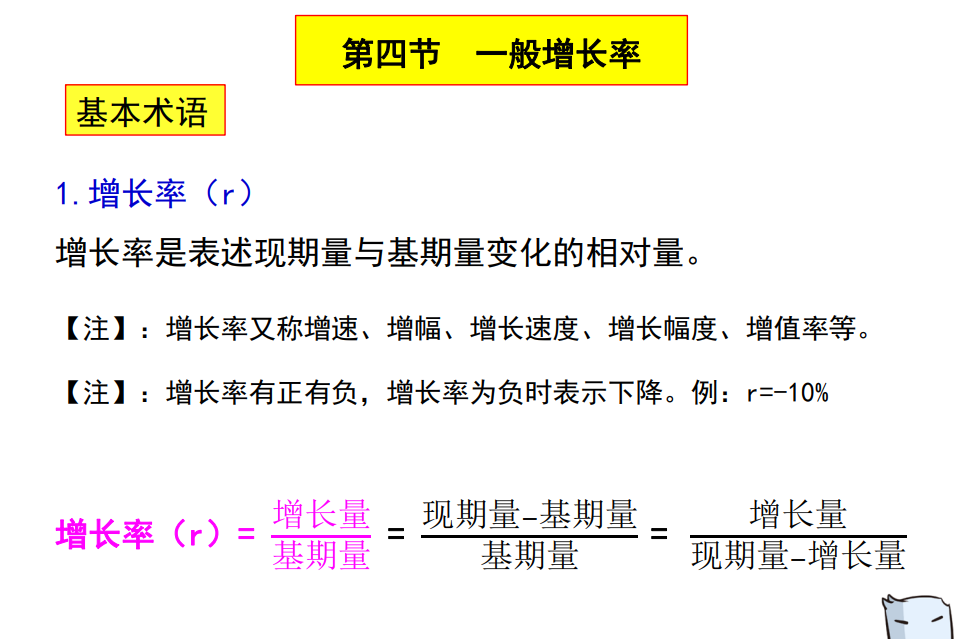 第四节　一般增长率
基本术语
1.增长率（r）
增长率是表述现期量与基期量变化的相对量。
【注】：增长率又称增速、增幅、增长速度、增长幅度、增值率等。
【注】：增长率有正有负，增长率为负时表示下降。例：r=-10%
增长率（r）= 增长量/基期量 = 现期量-基期量/基期量 = 增长量/现期量-增长量